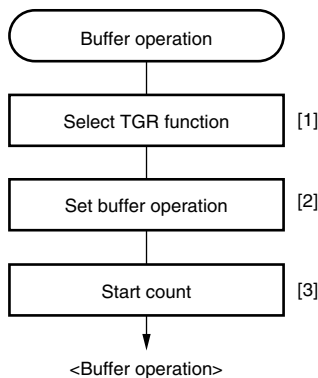 Buffer operation
Select TGR function [1]
Set buffer operation [2]
Start count [3]
<Buffer operation>